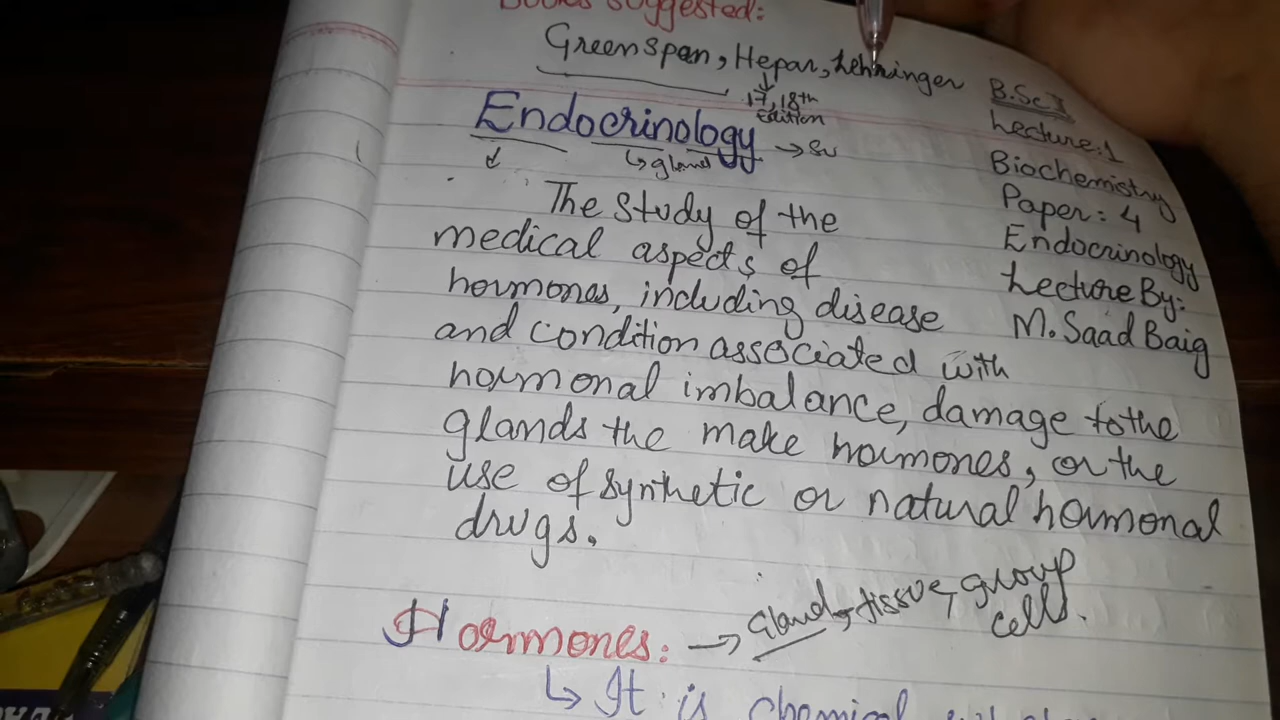 Books Suggested:
Greenspan, Hepar, Lehninger
17, 18th
Edition
Endocrinology → Su
↳ gland
The study of the
medical aspects of
hormones, including disease
and condition associated with
hormonal imbalance, damage to the
glands the make hormones, or the
use of synthetic or natural hormonal
drugs.
B.Sc I
Lecture: 1
Biochemistry
Paper: 4
Endocrinology
Lecture By:
M. Saad Baig
Hormones: → Gland, tissue, group
cells.
↳ It is chemical